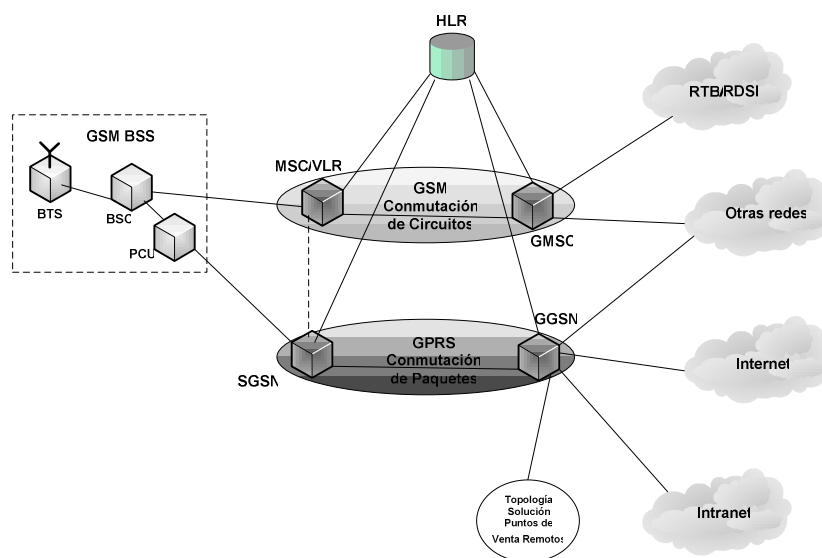 HLR
RTB/RDSI
GSM BSS
MSC/VLR
BTS
BSC
PCU
GSM
Conmutación
de Circuitos
GMSC
Otras redes
GGSN
GPRS
Conmutación
de Paquetes
SGSN
Internet
Topología
Solución
Puntos de
Venta Remotos
Intranet